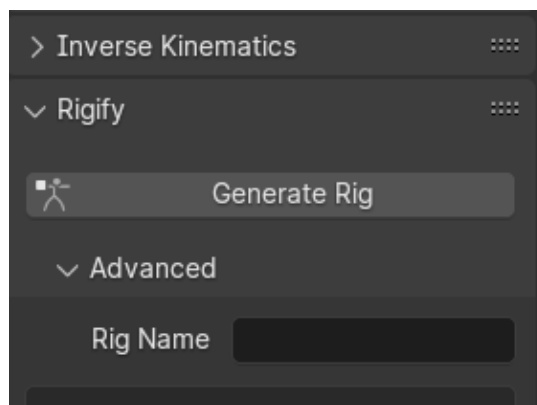 Inverse Kinematics
Rigify
Generate Rig
Advanced
Rig Name